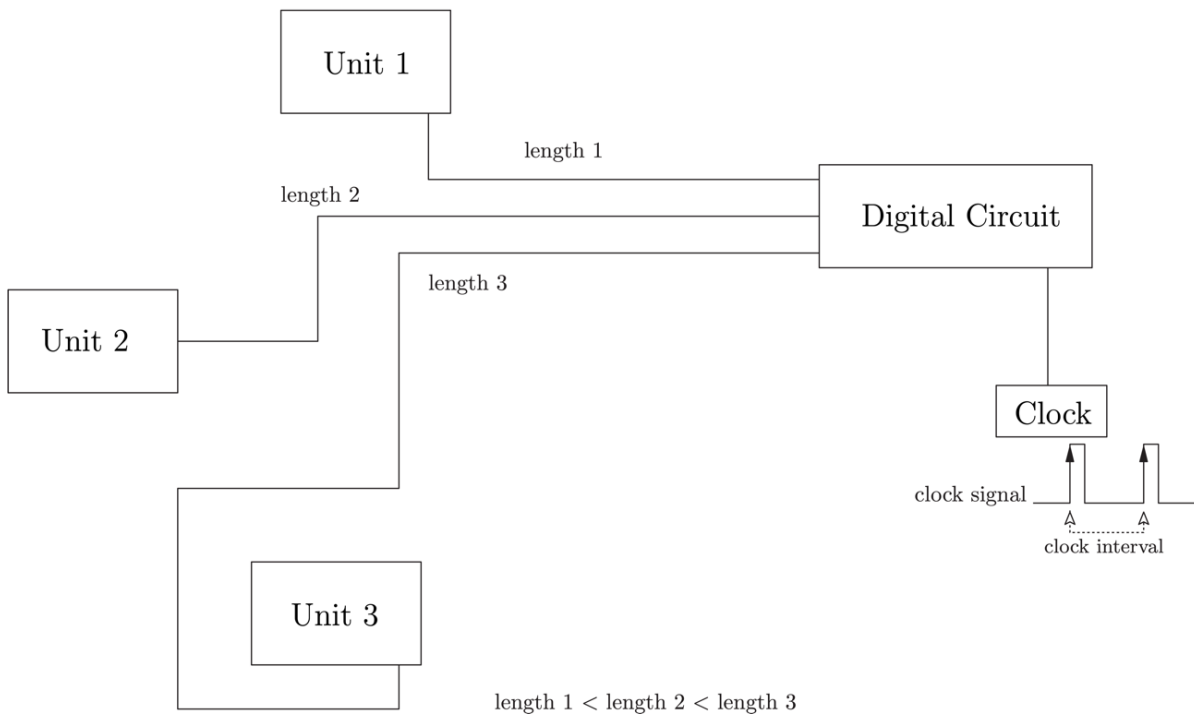 Unit 1
length 1
length 2
Digital Circuit
length 3
Unit 2
Clock
clock signal
clock interval
Unit 3
length 1 < length 2 < length 3